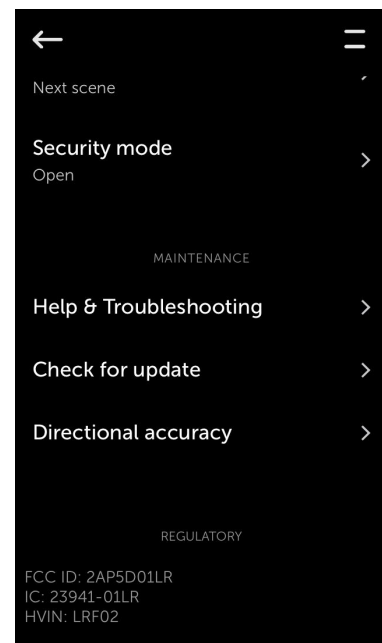 Next scene
Security mode
Open
MAINTENANCE
Help & Troubleshooting
Check for update
Directional accuracy
REGULATORY
FCC ID: 2AP5D01LR
IC: 23941-01LR
HVIN: LRF02